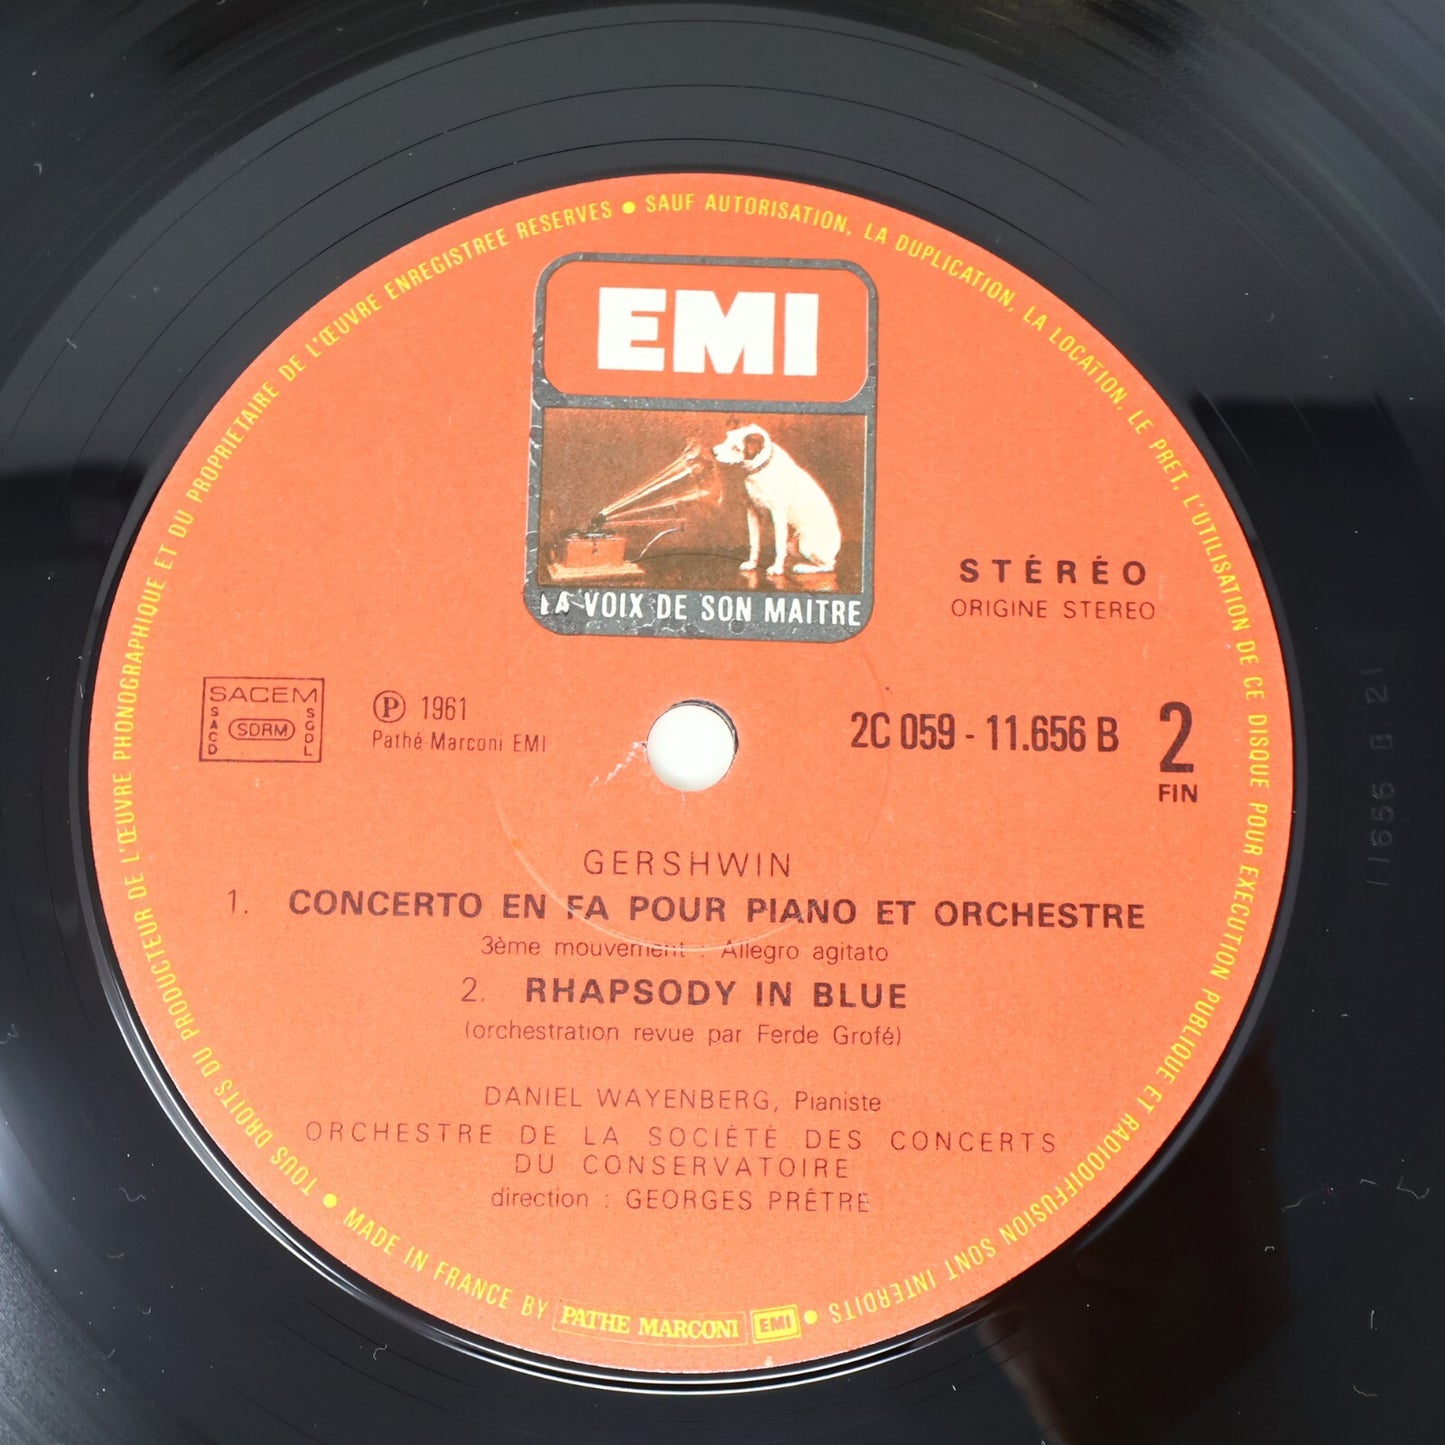 TOUS DROITS DU PRODUCTEUR DE L'ŒUVRE PHONOGRAPHIQUE ET DU PROPRIETAIRE DE L'ŒUVRE ENREGISTREE RESERVES • SAUF AUTORISATION, LA DUPLICATION, LA LOCATION, LE PRET, L'UTILISATION DE CE DISQUE POUR EXECUTION PUBLIQUE ET RADIODIFFUSION SONT INTERDITS •
EMI
LA VOIX DE SON MAITRE
STÉRÉO
ORIGINE STEREO
SACEM
SACD
SDRM
SGDL
Ⓟ 1961
Pathé-Marconi EMI
2C 059 - 11.656 B
2
FIN
GERSHWIN
1. CONCERTO EN FA POUR PIANO ET ORCHESTRE
3ème mouvement : Allegro agitato
2. RHAPSODY IN BLUE
(orchestration revue par Ferde Grofé)
DANIEL WAYENBERG, Pianiste
ORCHESTRE DE LA SOCIÉTÉ DES CONCERTS
DU CONSERVATOIRE
direction : GEORGES PRÊTRE
• MADE IN FRANCE BY PATHE MARCONI EMI
11656 B 21